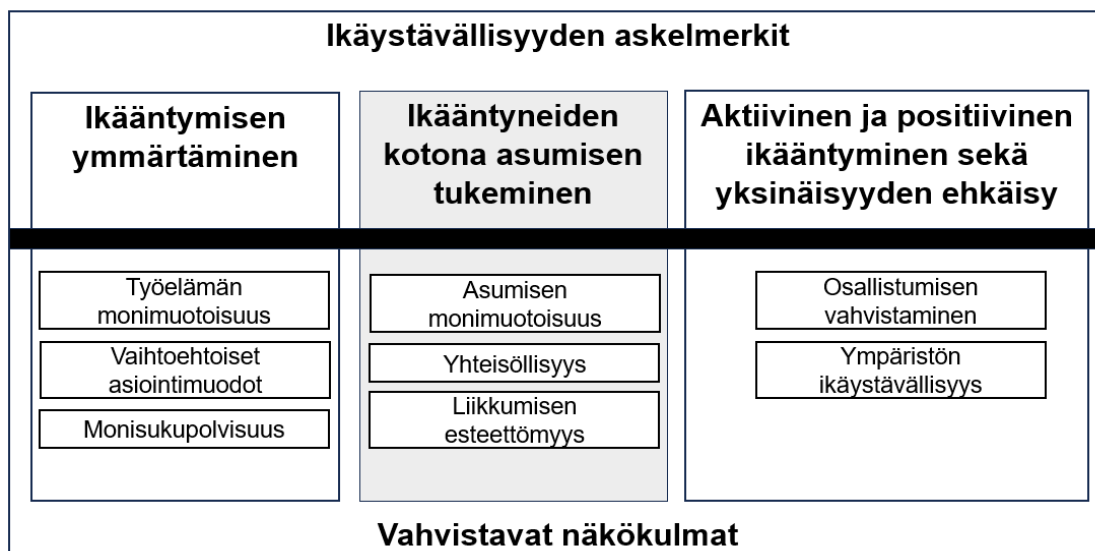 Ikäystävällisyyden askelmerkit
Ikääntymisen
ymmärtäminen
Työelämän
monimuotoisuus
Vaihtoehtoiset
asiointimuodot
Monisukupolvisuus
Ikääntyneiden
kotona asumisen
tukeminen
Asumisen
monimuotoisuus
Yhteisöllisyys
Liikkumisen
esteettömyys
Aktiivinen ja positiivinen
ikääntyminen sekä
yksinäisyyden ehkäisy
Osallistumisen
vahvistaminen
Ympäristön
ikäystävällisyys
Vahvistavat näkökulmat